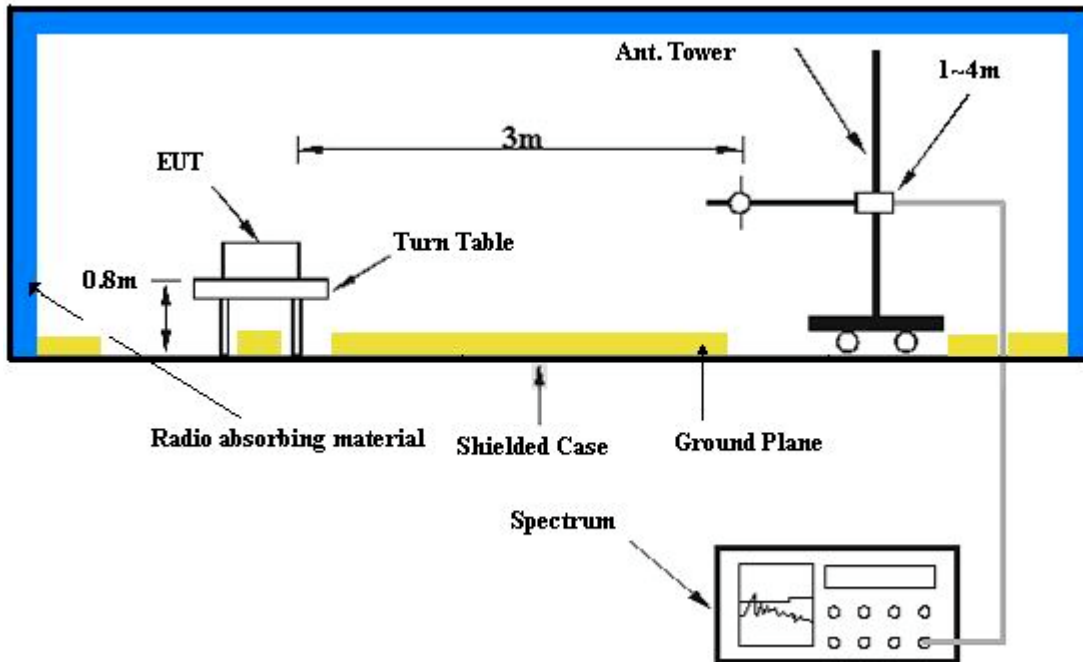 Ant. Tower
1~4m
3m
EUT
Turn Table
0.8m
Radio absorbing material
Shielded Case
Ground Plane
Spectrum